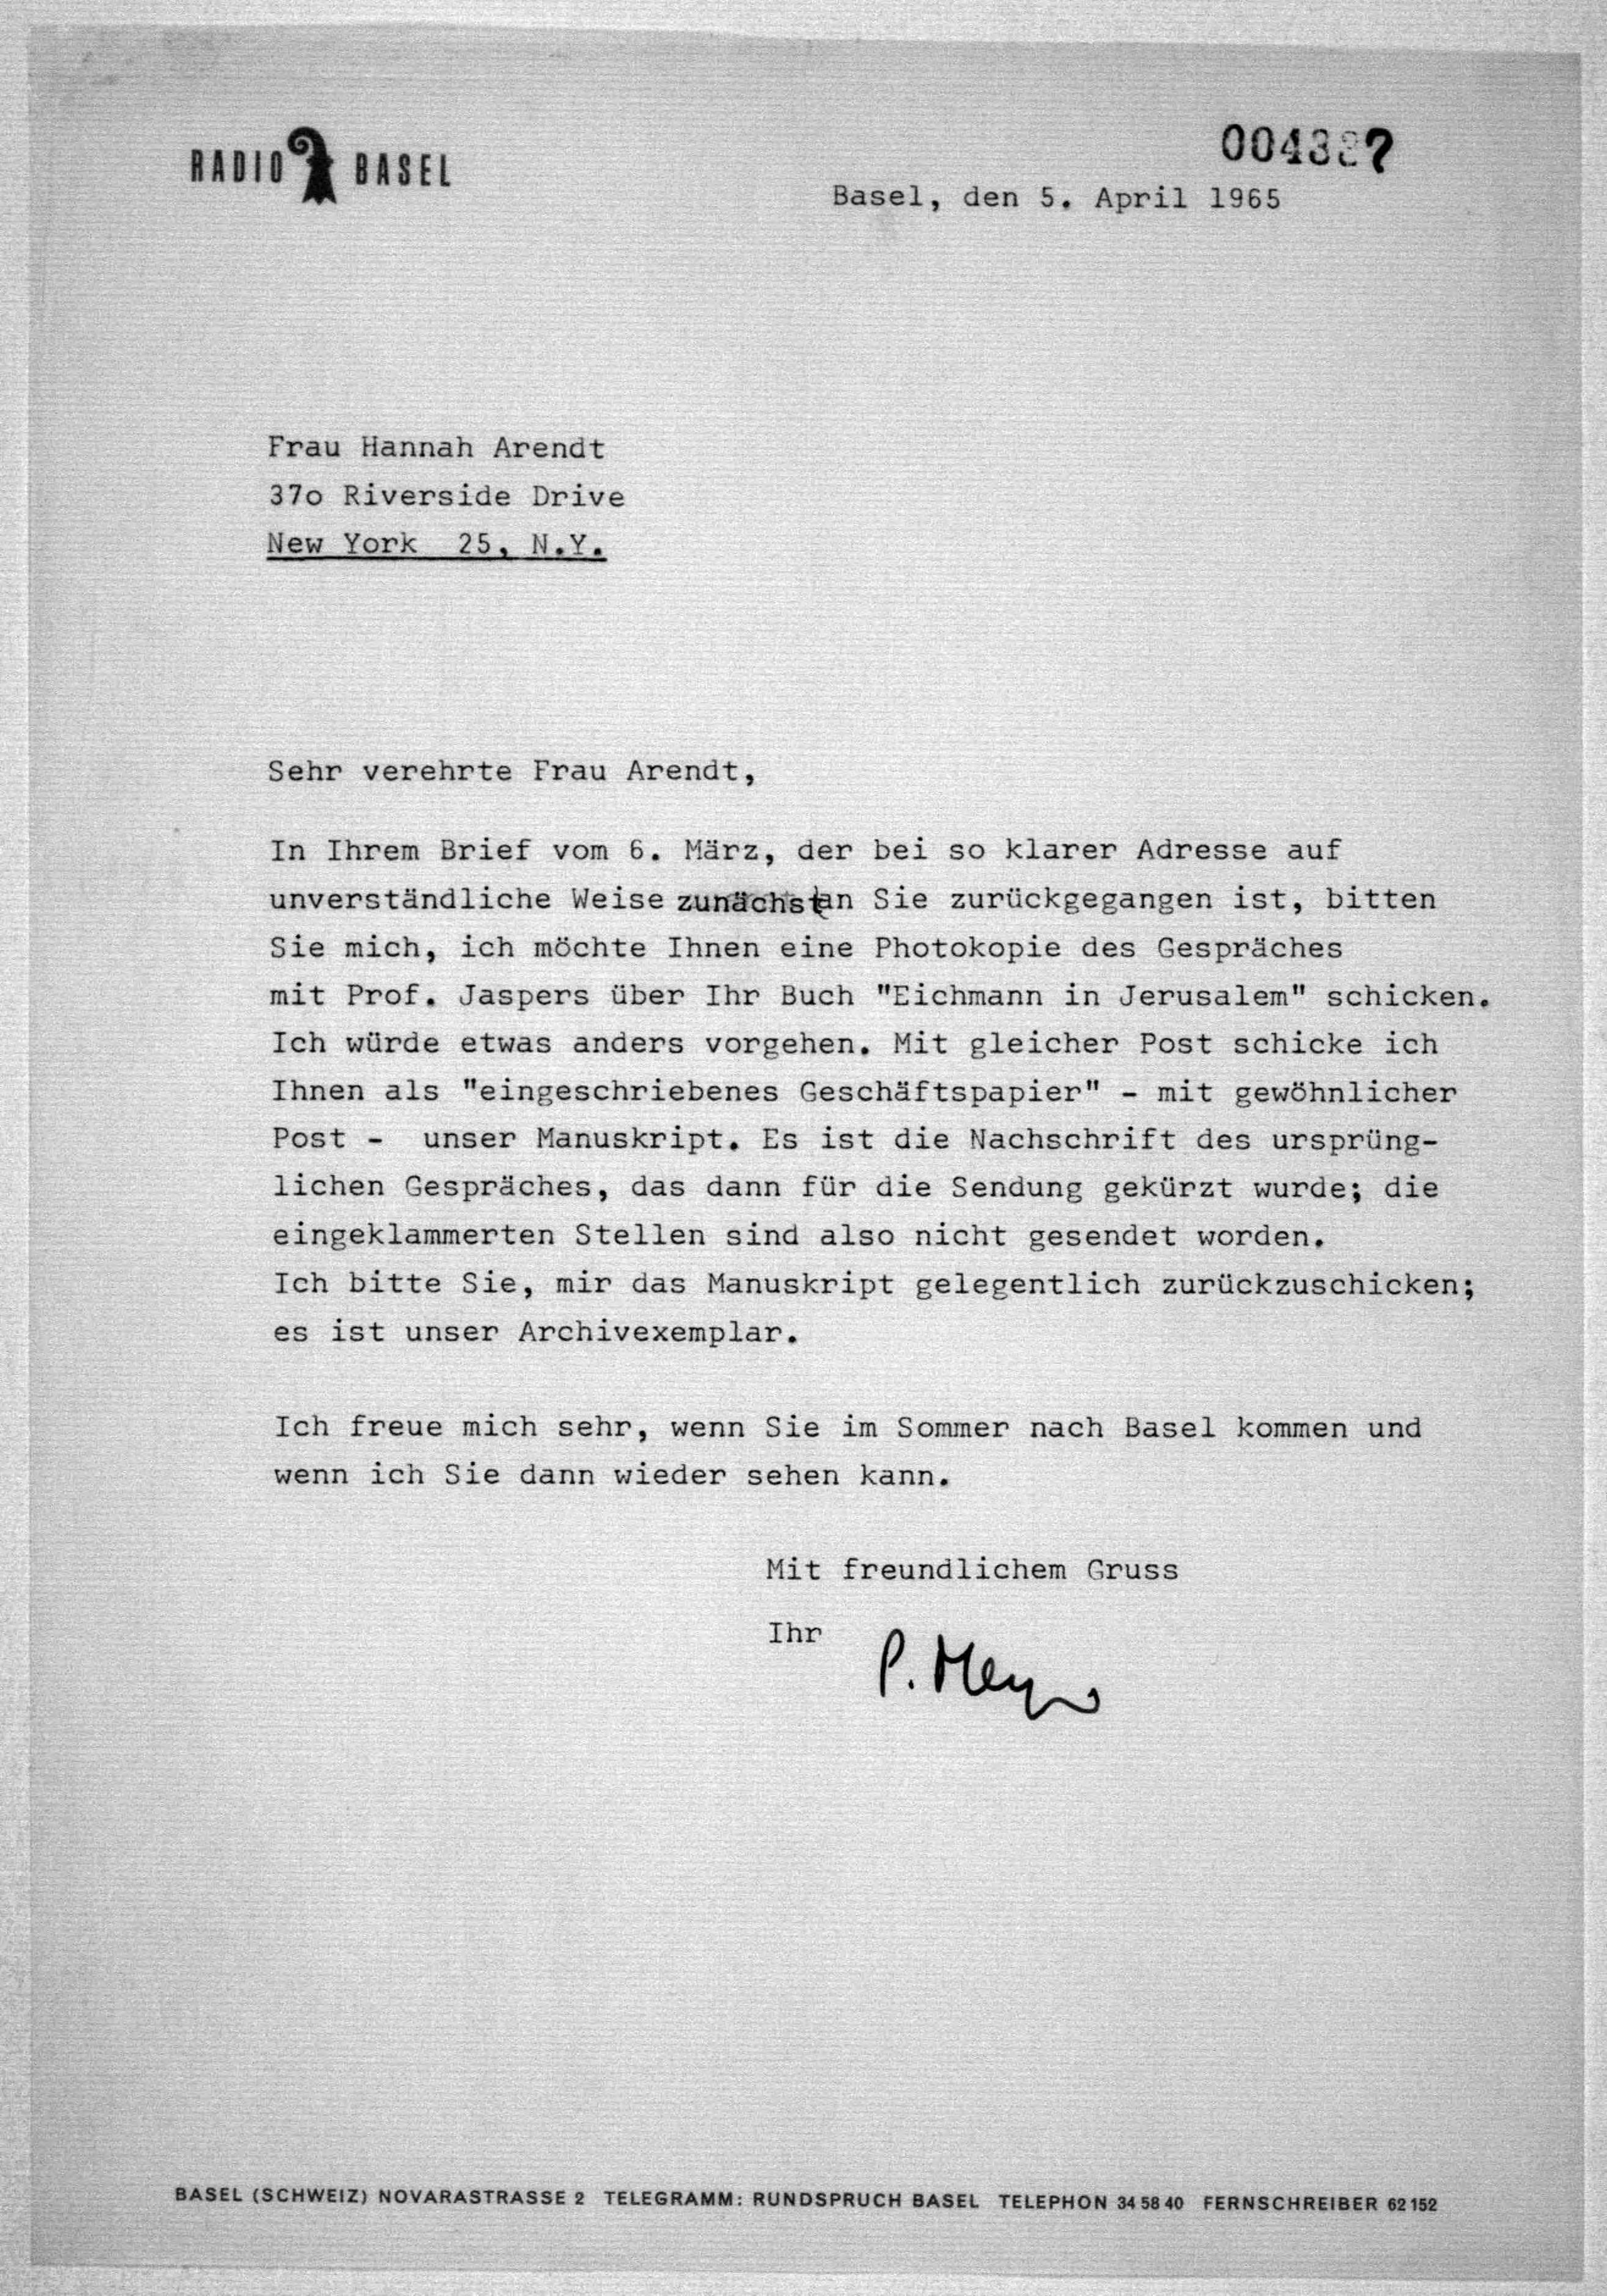 RADIO BASEL
Basel, den 5. April 1965
Frau Hannah Arendt
37o Riverside Drive
New York 25, N.Y.
Sehr verehrte Frau Arendt,
In Ihrem Brief vom 6. März, der bei so klarer Adresse auf
unverständliche Weise zunächst an Sie zurückgegangen ist, bitten
Sie mich, ich möchte Ihnen eine Photokopie des Gespräches
mit Prof. Jaspers über Ihr Buch "Eichmann in Jerusalem" schicken.
Ich würde etwas anders vorgehen. Mit gleicher Post schicke ich
Ihnen als "eingeschriebenes Geschäftspapier" - mit gewöhnlicher
Post - unser Manuskript. Es ist die Nachschrift des ursprüng-
lichen Gespräches, das dann für die Sendung gekürzt wurde; die
eingeklammerten Stellen sind also nicht gesendet worden.
Ich bitte Sie, mir das Manuskript gelegentlich zurückzuschicken;
es ist unser Archivexemplar.
Ich freue mich sehr, wenn Sie im Sommer nach Basel kommen und
wenn ich Sie dann wieder sehen kann.
Mit freundlichem Gruss
Ihr
BASEL (SCHWEIZ) NOVARASTRASSE 2 TELEGRAMM: RUNDSPRUCH BASEL TELEPHON 34 58 40 FERNSCHREIBER 62 152